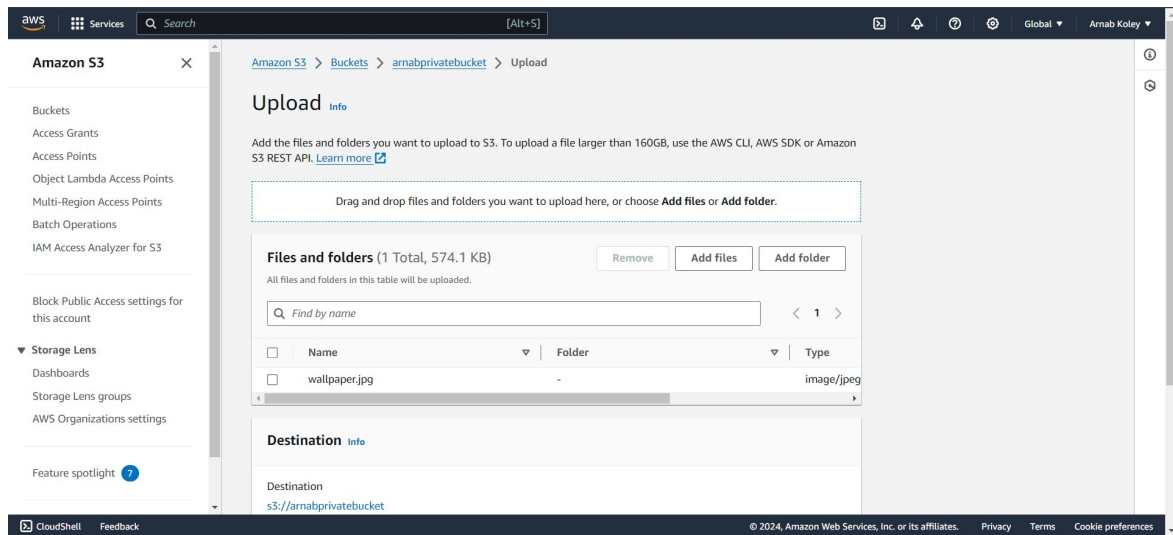 aws Services Search [Alt+S] Global Arnab Koley
Amazon S3
Buckets
Access Grants
Access Points
Object Lambda Access Points
Multi-Region Access Points
Batch Operations
IAM Access Analyzer for S3
Block Public Access settings for
this account
Storage Lens
Dashboards
Storage Lens groups
AWS Organizations settings
Feature spotlight 7
Amazon S3 > Buckets > arnabprivatebucket > Upload
Upload Info
Add the files and folders you want to upload to S3. To upload a file larger than 160GB, use the AWS CLI, AWS SDK or Amazon
S3 REST API. Learn more
Drag and drop files and folders you want to upload here, or choose Add files or Add folder.
Files and folders (1 Total, 574.1 KB) Remove Add files Add folder
All files and folders in this table will be uploaded.
Find by name < 1 >
Name Folder Type
wallpaper.jpg - image/jpeg
Destination Info
Destination
s3://arnabprivatebucket
CloudShell Feedback © 2024, Amazon Web Services, Inc. or its affiliates. Privacy Terms Cookie preferences